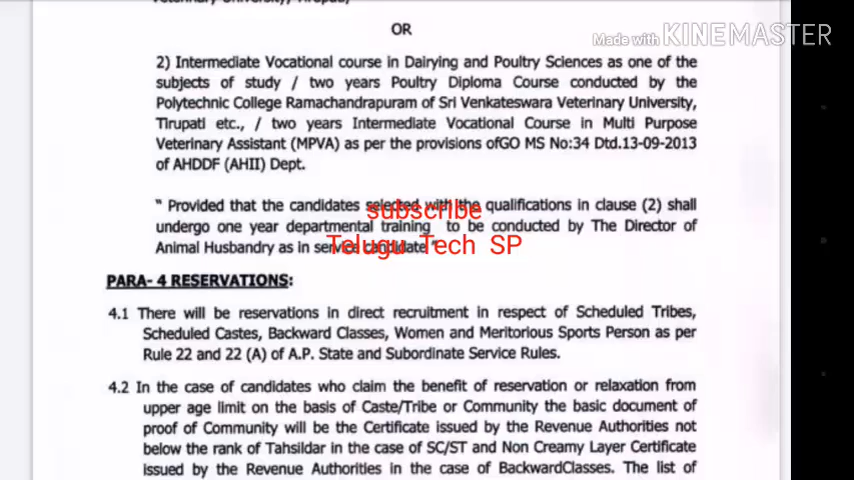 OR
Made with KINEMASTER
2) Intermediate Vocational course in Dairying and Poultry Sciences as one of the
subjects of study / two years Poultry Diploma Course conducted by the
Polytechnic College Ramachandrapuram of Sri Venkateswara Veterinary University,
Tirupati etc., / two years Intermediate Vocational Course in Multi Purpose
Veterinary Assistant (MPVA) as per the provisions ofGO MS No:34 Dtd.13-09-2013
of AHDDF (AHII) Dept.
" Provided that the candidates selected with the qualifications in clause (2) shall
subscribe
undergo one year departmental training to be conducted by The Director of
Animal Husbandry as in service candidate "
Telugu Tech SP
PARA- 4 RESERVATIONS:
4.1 There will be reservations in direct recruitment in respect of Scheduled Tribes,
Scheduled Castes, Backward Classes, Women and Meritorious Sports Person as per
Rule 22 and 22 (A) of A.P. State and Subordinate Service Rules.
4.2 In the case of candidates who claim the benefit of reservation or relaxation from
upper age limit on the basis of Caste/Tribe or Community the basic document of
proof of Community will be the Certificate issued by the Revenue Authorities not
below the rank of Tahsildar in the case of SC/ST and Non Creamy Layer Certificate
issued by the Revenue Authorities in the case of BackwardClasses. The list of